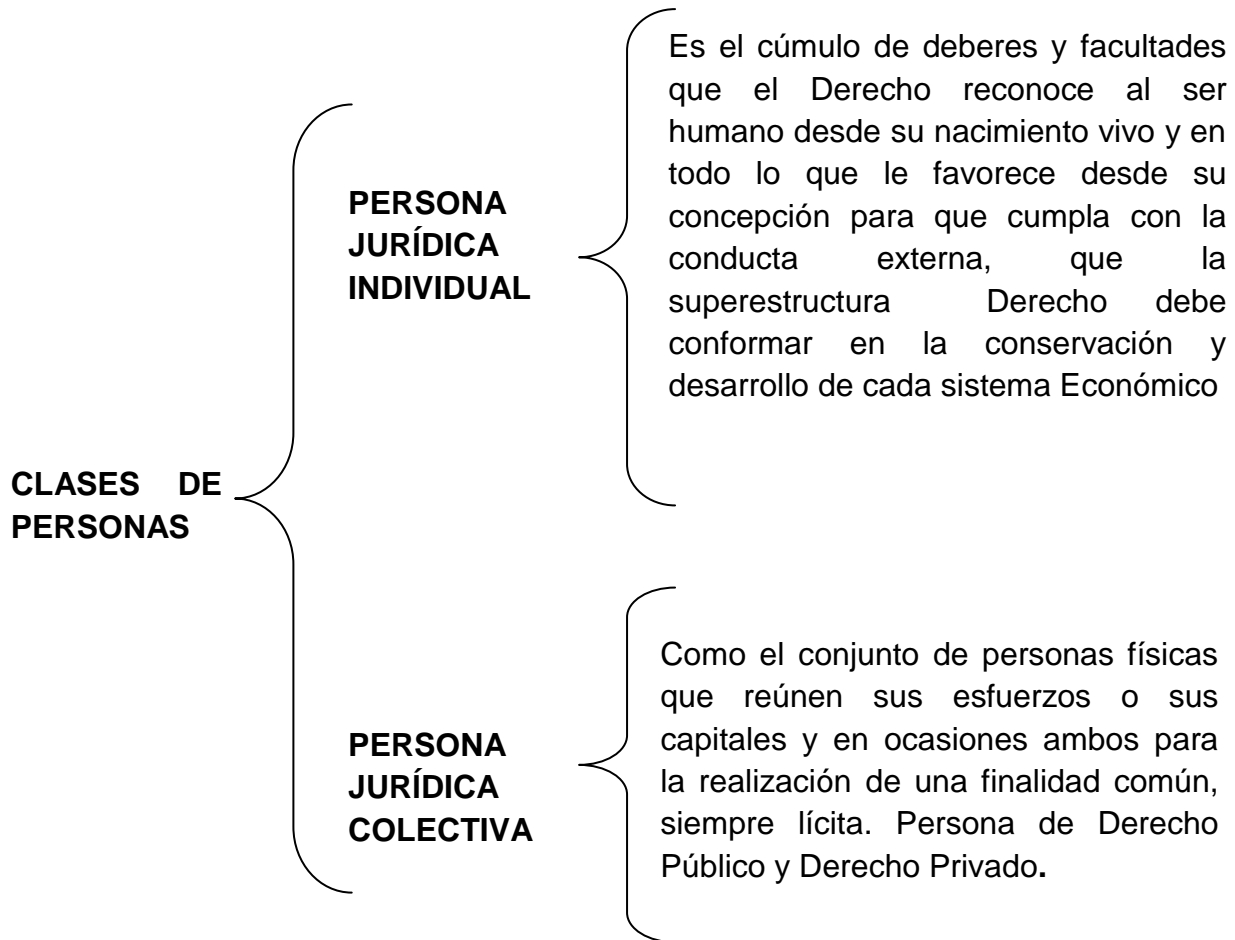 CLASES DE
PERSONAS
PERSONA
JURÍDICA
INDIVIDUAL
Es el cúmulo de deberes y facultades
que el Derecho reconoce al ser
humano desde su nacimiento vivo y en
todo lo que le favorece desde su
concepción para que cumpla con la
conducta externa, que la
superestructura Derecho debe
conformar en la conservación y
desarrollo de cada sistema Económico
PERSONA
JURÍDICA
COLECTIVA
Como el conjunto de personas físicas
que reúnen sus esfuerzos o sus
capitales y en ocasiones ambos para
la realización de una finalidad común,
siempre lícita. Persona de Derecho
Público y Derecho Privado.